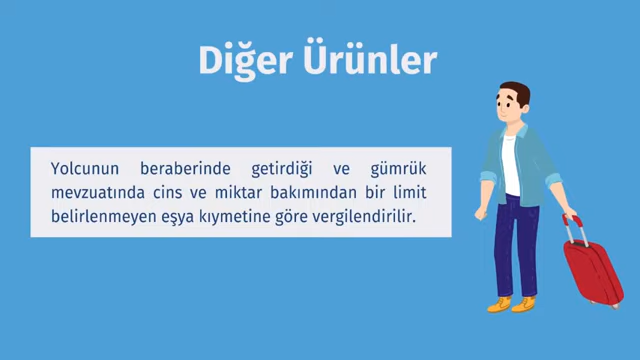 Diğer Ürünler
Yolcunun beraberinde getirdiği ve gümrük
mevzuatında cins ve miktar bakımından bir limit
belirlenmeyen eşya kıymetine göre vergilendirilir.